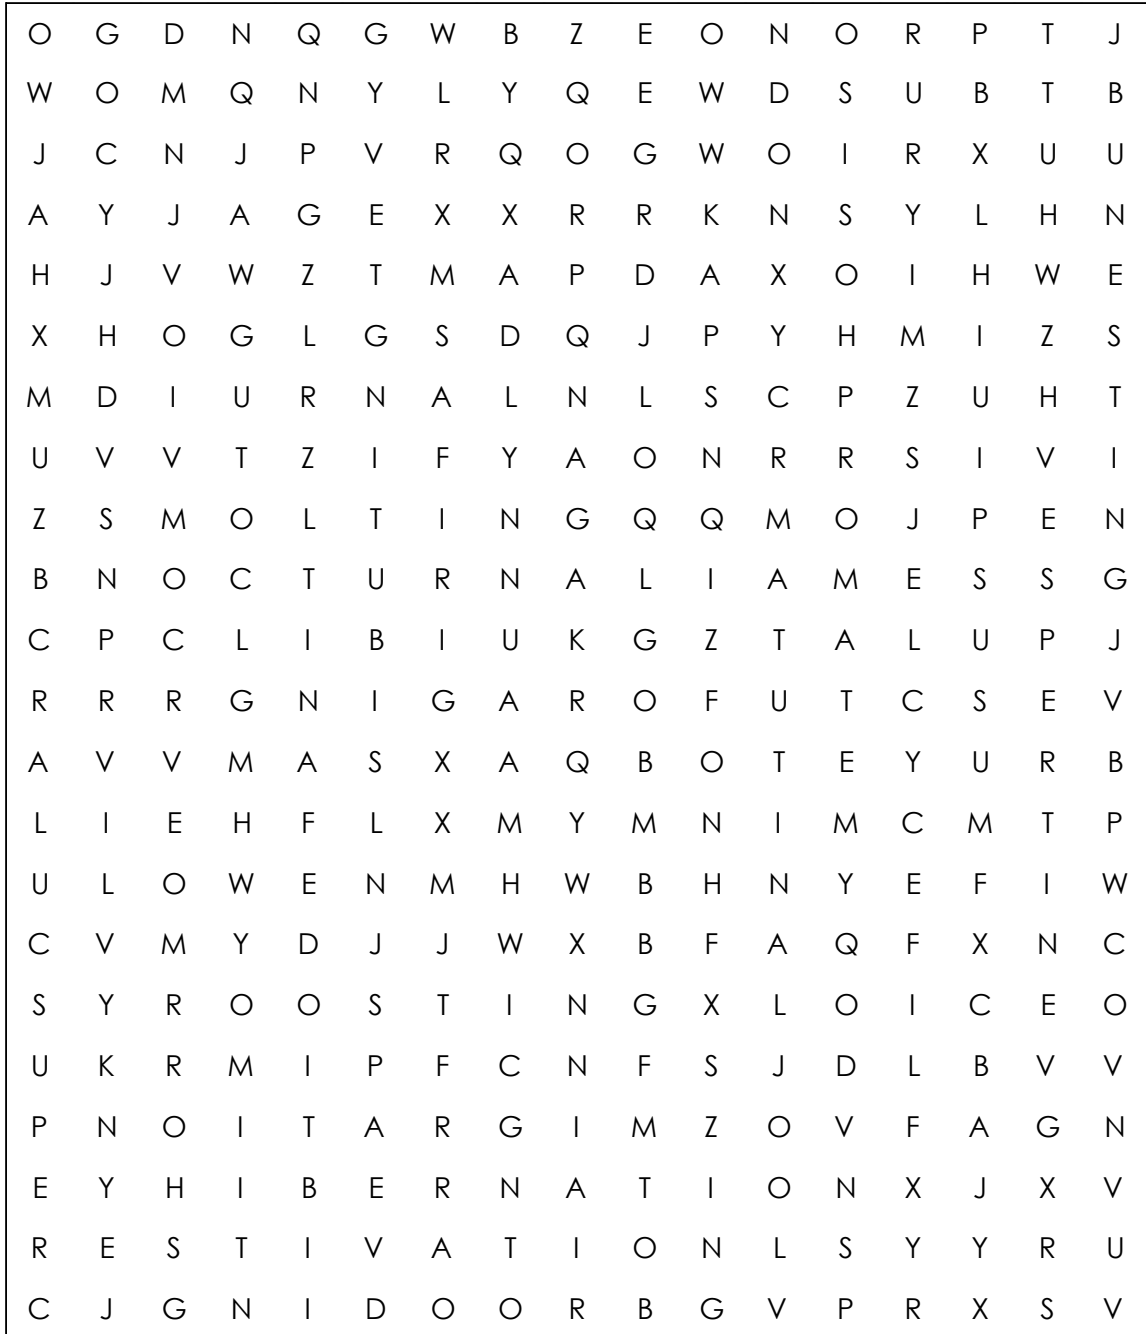 O G D N Q G W B Z E O N O R P T J
W O M Q N Y L Y Q E W D S U B T B
J C N J P V R Q O G W O I R X U U
A Y J A G E X X R R K N S Y L H N
H J V W Z T M A P D A X O I H W E
X H O G L G S D Q J P Y H M I Z S
M D I U R N A L N L S C P Z U H T
U V V T Z I F Y A O N R R S I V I
Z S M O L T I N G Q Q M O J P E N
B N O C T U R N A L I A M E S S G
C P C L I B I U K G Z T A L U P J
R R R G N I G A R O F U T C S E V
A V V M A S X A Q B O T E Y U R B
L I E H F L X M Y M N I M C M T P
U L O W E N M H W B H N Y E F I W
C V M Y D J J W X B F A Q F X N C
S Y R O O S T I N G X L O I C E O
U K R M I P F C N F S J D L B V V
P N O I T A R G I M Z O V F A G N
E Y H I B E R N A T I O N X J X V
R E S T I V A T I O N L S Y Y R U
C J G N I D O O R B G V P R X S V